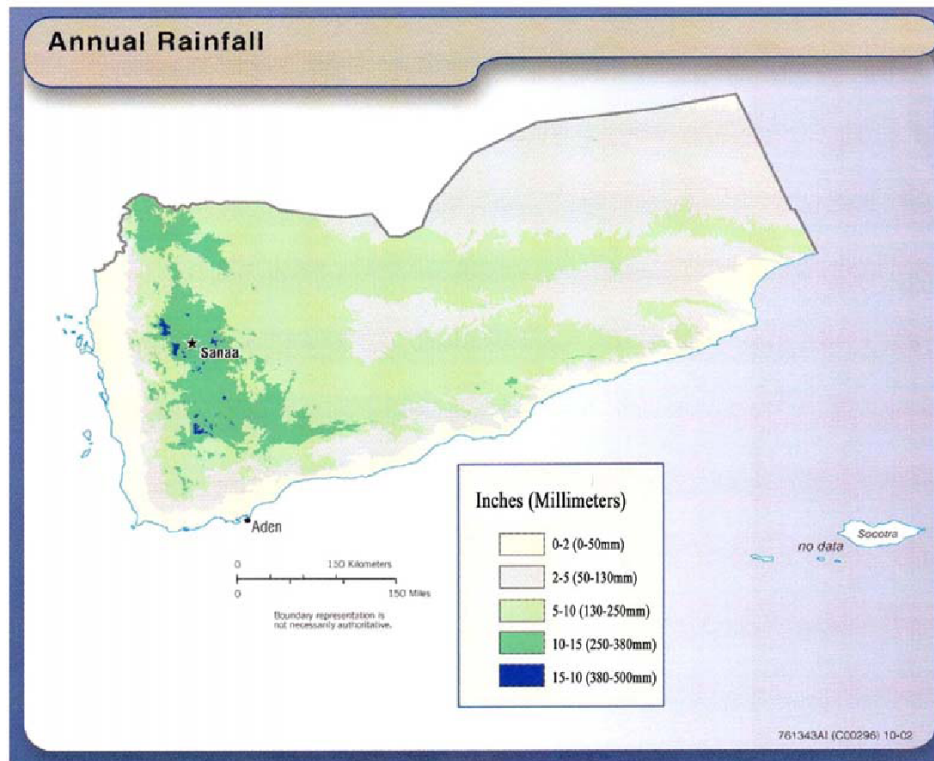 Annual Rainfall
Sanaa
Aden
0 150 Kilometers
0 150 Miles
Boundary representation is
not necessarily authoritative.
Inches (Millimeters)
0-2 (0-50mm)
2-5 (50-130mm)
5-10 (130-250mm)
10-15 (250-380mm)
15-10 (380-500mm)
no data
Socotra
761343AI (C00296) 10-02